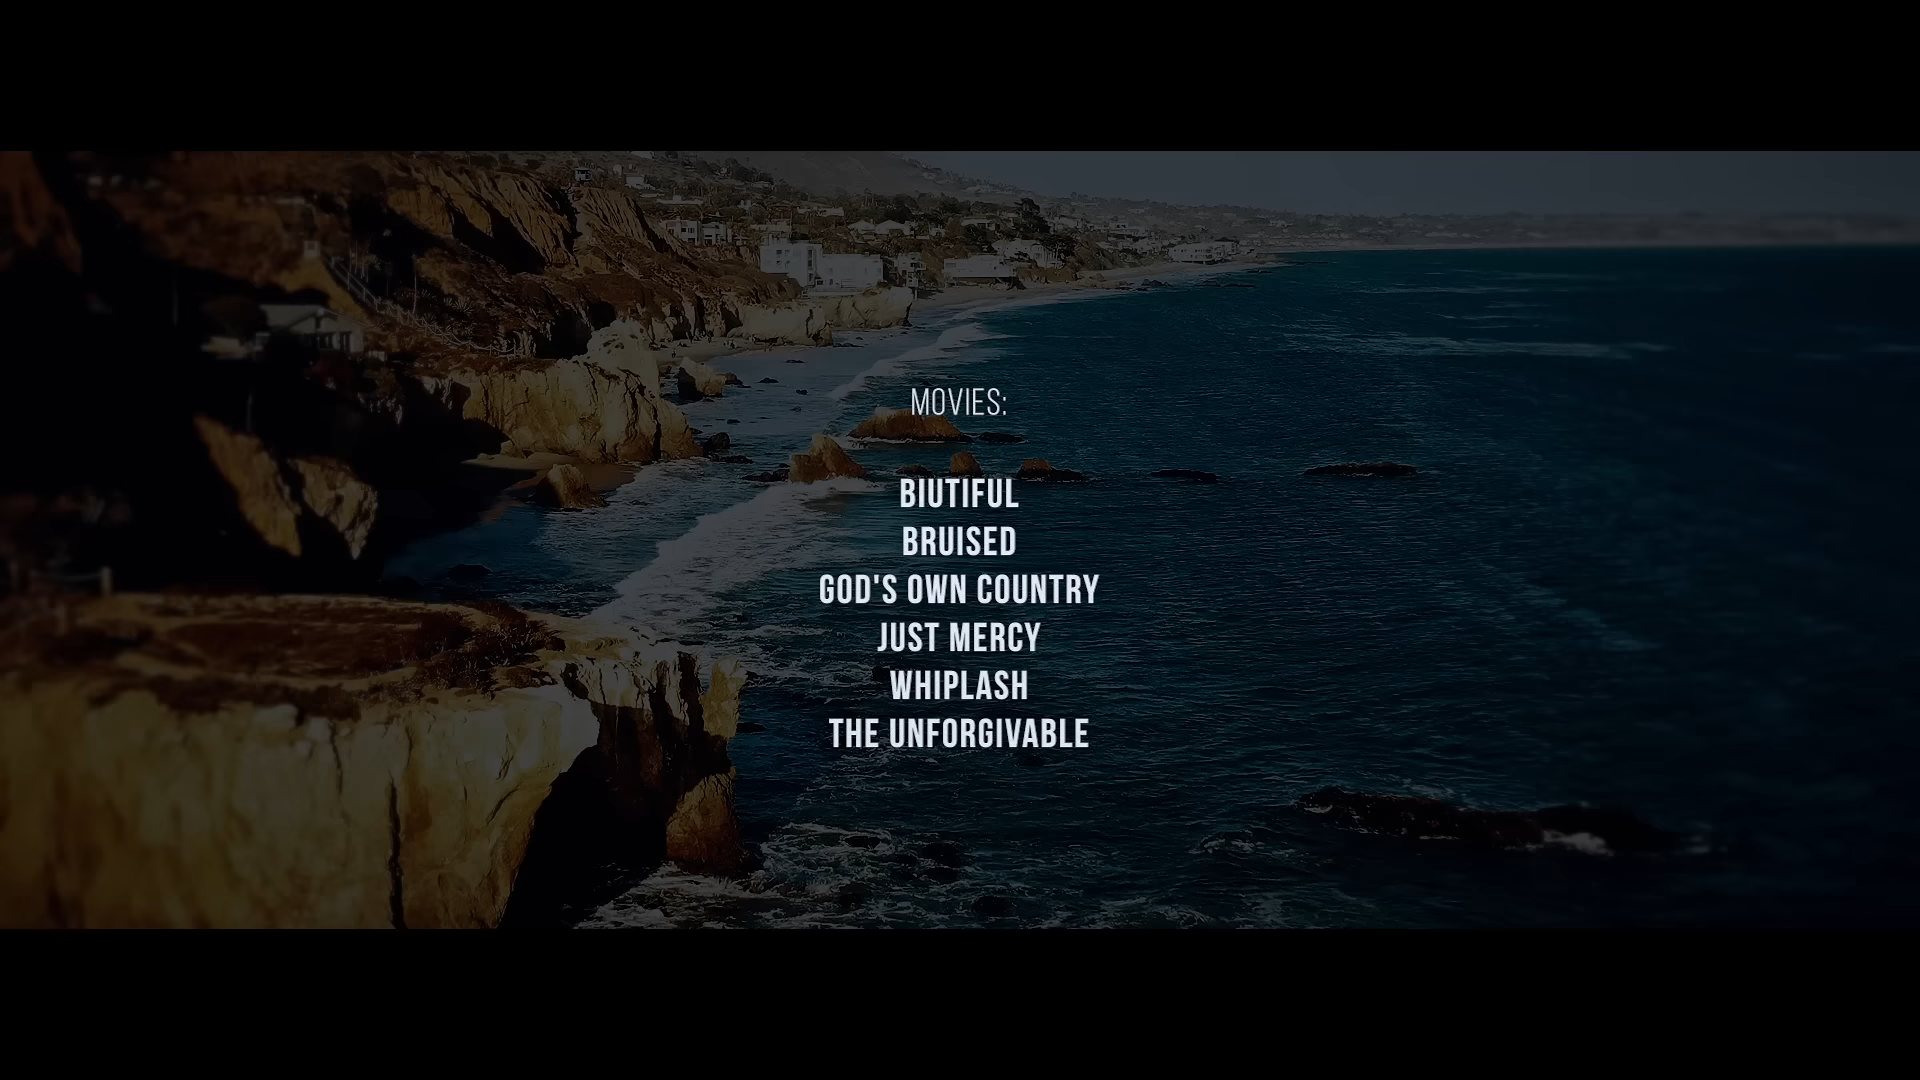 MOVIES:
BIUTIFUL
BRUISED
GOD'S OWN COUNTRY
JUST MERCY
WHIPLASH
THE UNFORGIVABLE